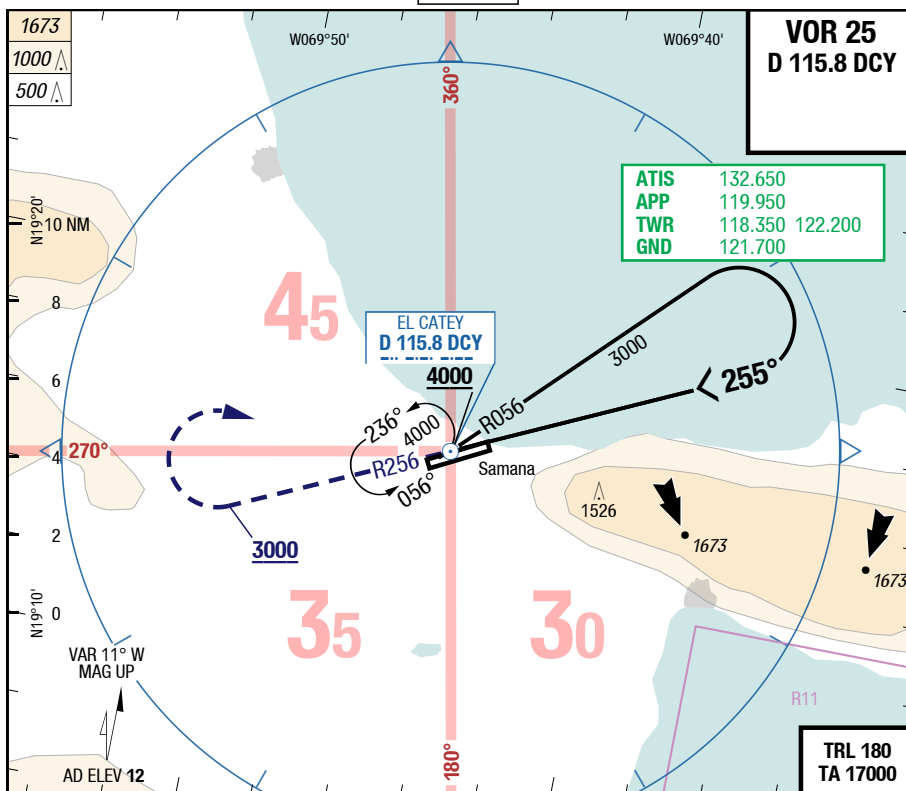 1673
1000
500
W069°50'
W069°40'
VOR 25
D 115.8 DCY
360°
ATIS 132.650
APP 119.950
TWR 118.350 122.200
GND 121.700
N19°20'
10 NM
8
6
4
2
0
N19°10'
45
EL CATEY
D 115.8 DCY
4000
3000
255°
R056
236°
4000
R256
056°
270°
Samana
3000
1526
1673
1673
35
30
R11
VAR 11° W
MAG UP
AD ELEV 12
180°
TRL 180
TA 17000